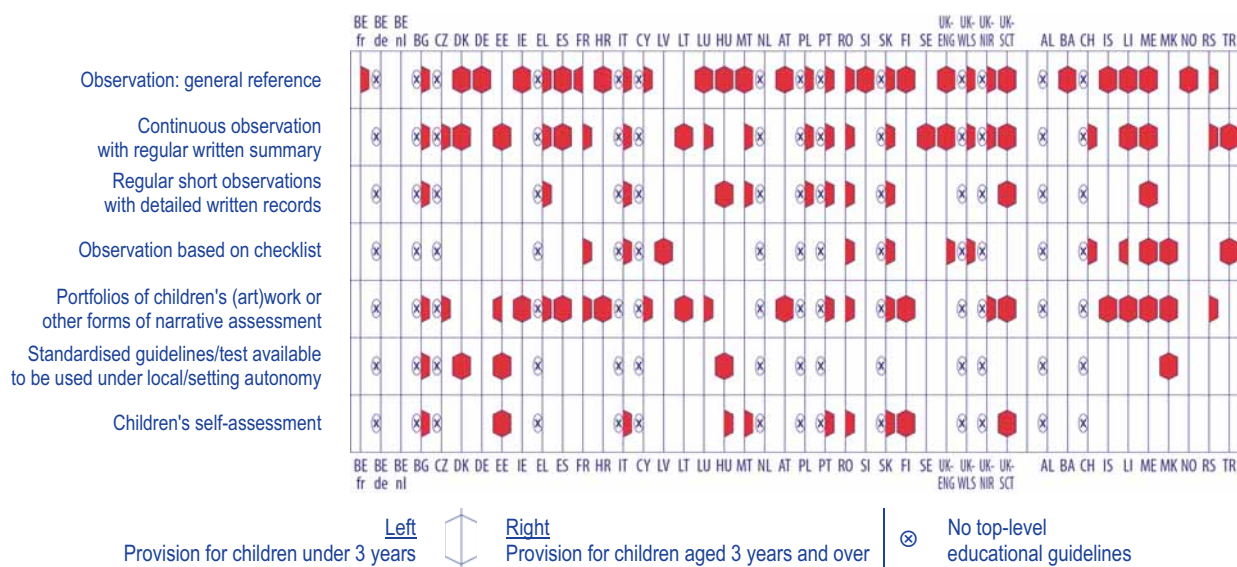 BE BE BE UK- UK- UK- UK-
fr de nl BG CZ DK DE EE IE EL ES FR HR IT CY LV LT LU HU MT NL AT PL PT RO SI SK FI SE ENG WLS NIR SCT AL BA CH IS LI ME MK NO RS TR
Observation: general reference
Continuous observation
with regular written summary
Regular short observations
with detailed written records
Observation based on checklist
Portfolios of children's (art)work or
other forms of narrative assessment
Standardised guidelines/test available
to be used under local/setting autonomy
Children's self-assessment
BE BE BE BG CZ DK DE EE IE EL ES FR HR IT CY LV LT LU HU MT NL AT PL PT RO SI SK FI SE UK- UK- UK- UK- AL BA CH IS LI ME MK NO RS TR
fr de nl ENG WLS NIR SCT
Left Right No top-level
Provision for children under 3 years Provision for children aged 3 years and over educational guidelines